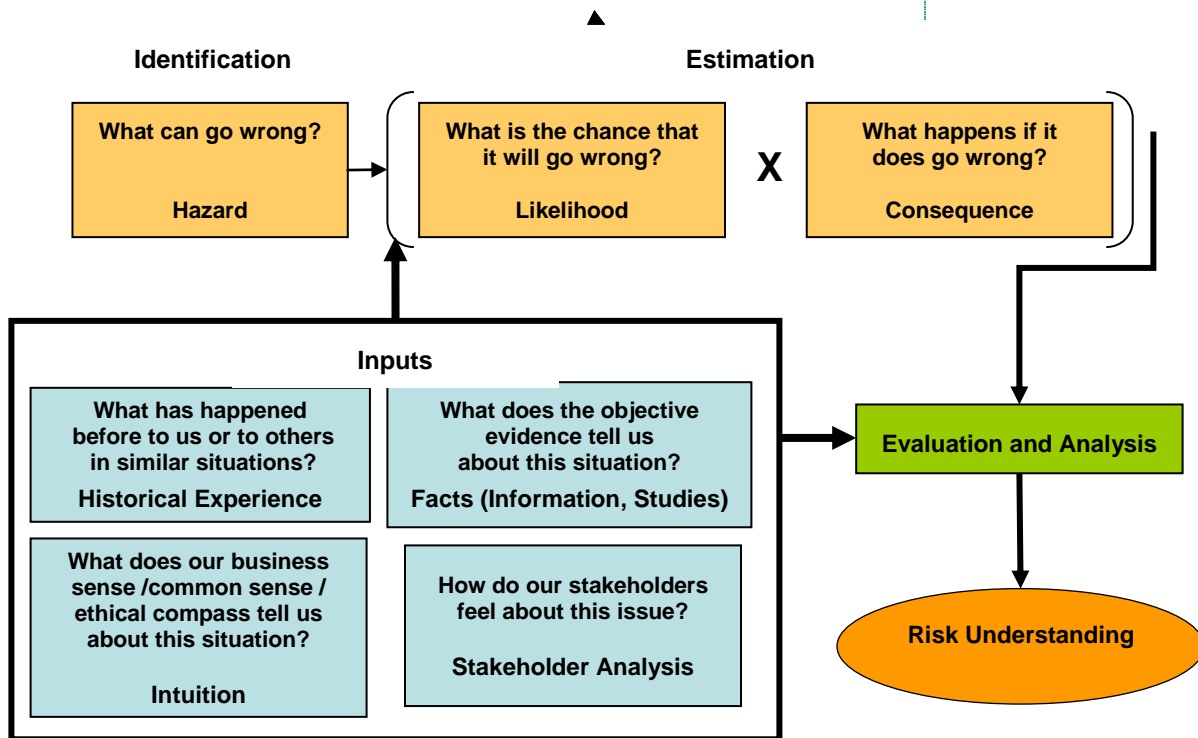 Identification
Estimation
What can go wrong?
Hazard
What is the chance that
it will go wrong?
Likelihood
X
What happens if it
does go wrong?
Consequence
Inputs
What has happened
before to us or to others
in similar situations?
Historical Experience
What does the objective
evidence tell us
about this situation?
Facts (Information, Studies)
What does our business
sense /common sense /
ethical compass tell us
about this situation?
Intuition
How do our stakeholders
feel about this issue?
Stakeholder Analysis
Evaluation and Analysis
Risk Understanding